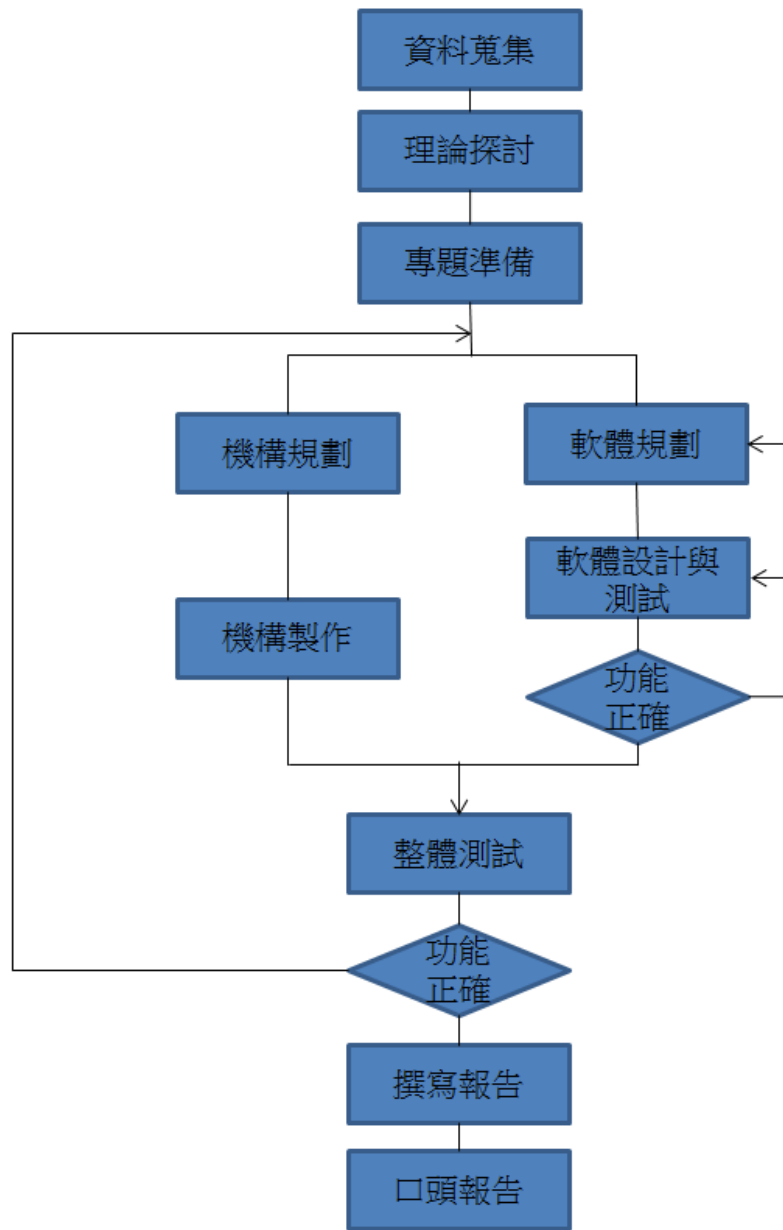 資料蒐集
理論探討
專題準備
機構規劃
軟體規劃
軟體設計與
測試
機構製作
功能
正確
整體測試
功能
正確
撰寫報告
口頭報告